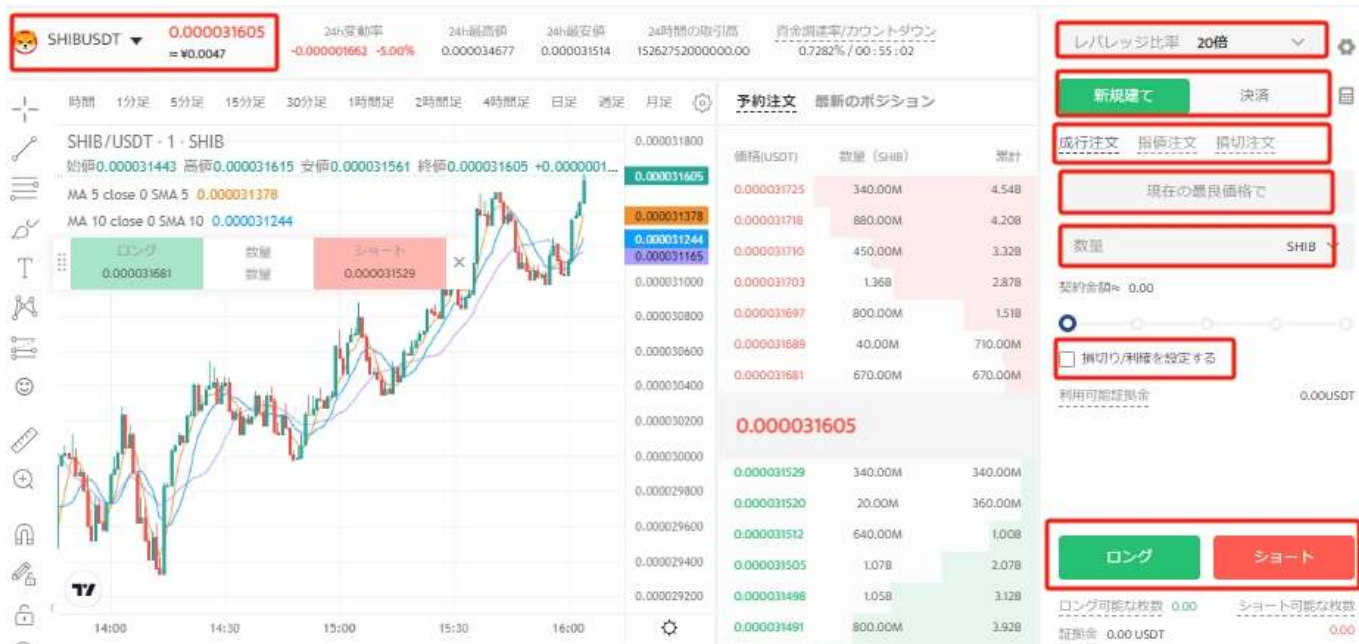 SHIBUSDT
0.000031605
≈ ¥0.0047
24h変動率
-0.000001662 -5.00%
24h最高値
0.000034677
24h最安値
0.000031514
24時間の取引高
15262752000000.00
資金調達率/カウントダウン
0.7282% / 00 : 55 : 02
時間 1分足 5分足 15分足 30分足 1時間足 2時間足 4時間足 日足 週足 月足
SHIB/USDT · 1 · SHIB
始値0.000031443 高値0.000031615 安値0.000031561 終値0.000031605 +0.0000001...
MA 5 close 0 SMA 5 0.000031378
MA 10 close 0 SMA 10 0.000031244
ロング 数量 ショート
0.000031681 数量 0.000031529
0.000031800
0.000031605
0.000031378
0.000031244
0.000031165
0.000031000
0.000030800
0.000030600
0.000030400
0.000030200
0.000030000
0.000029800
0.000029600
0.000029400
0.000029200
14:00 14:30 15:00 15:30 16:00
予約注文 最新のポジション
価格(USDT) 数量 (SHIB) 累計
0.000031725 340.00M 4.54B
0.000031718 880.00M 4.20B
0.000031710 450.00M 3.32B
0.000031703 1.36B 2.87B
0.000031697 800.00M 1.51B
0.000031689 40.00M 710.00M
0.000031681 670.00M 670.00M
0.000031605
0.000031529 340.00M 340.00M
0.000031520 20.00M 360.00M
0.000031512 640.00M 1.00B
0.000031505 1.07B 2.07B
0.000031498 1.05B 3.12B
0.000031491 800.00M 3.92B
レバレッジ比率 20倍
新規建て 決済
成行注文 指値注文 損切注文
現在の最良価格で
数量 SHIB
契約金額≈ 0.00
損切り/利確を設定する
利用可能証拠金 0.00USDT
ロング ショート
ロング可能な枚数 0.00 ショート可能な枚数
0.00
証拠金 0.00 USDT